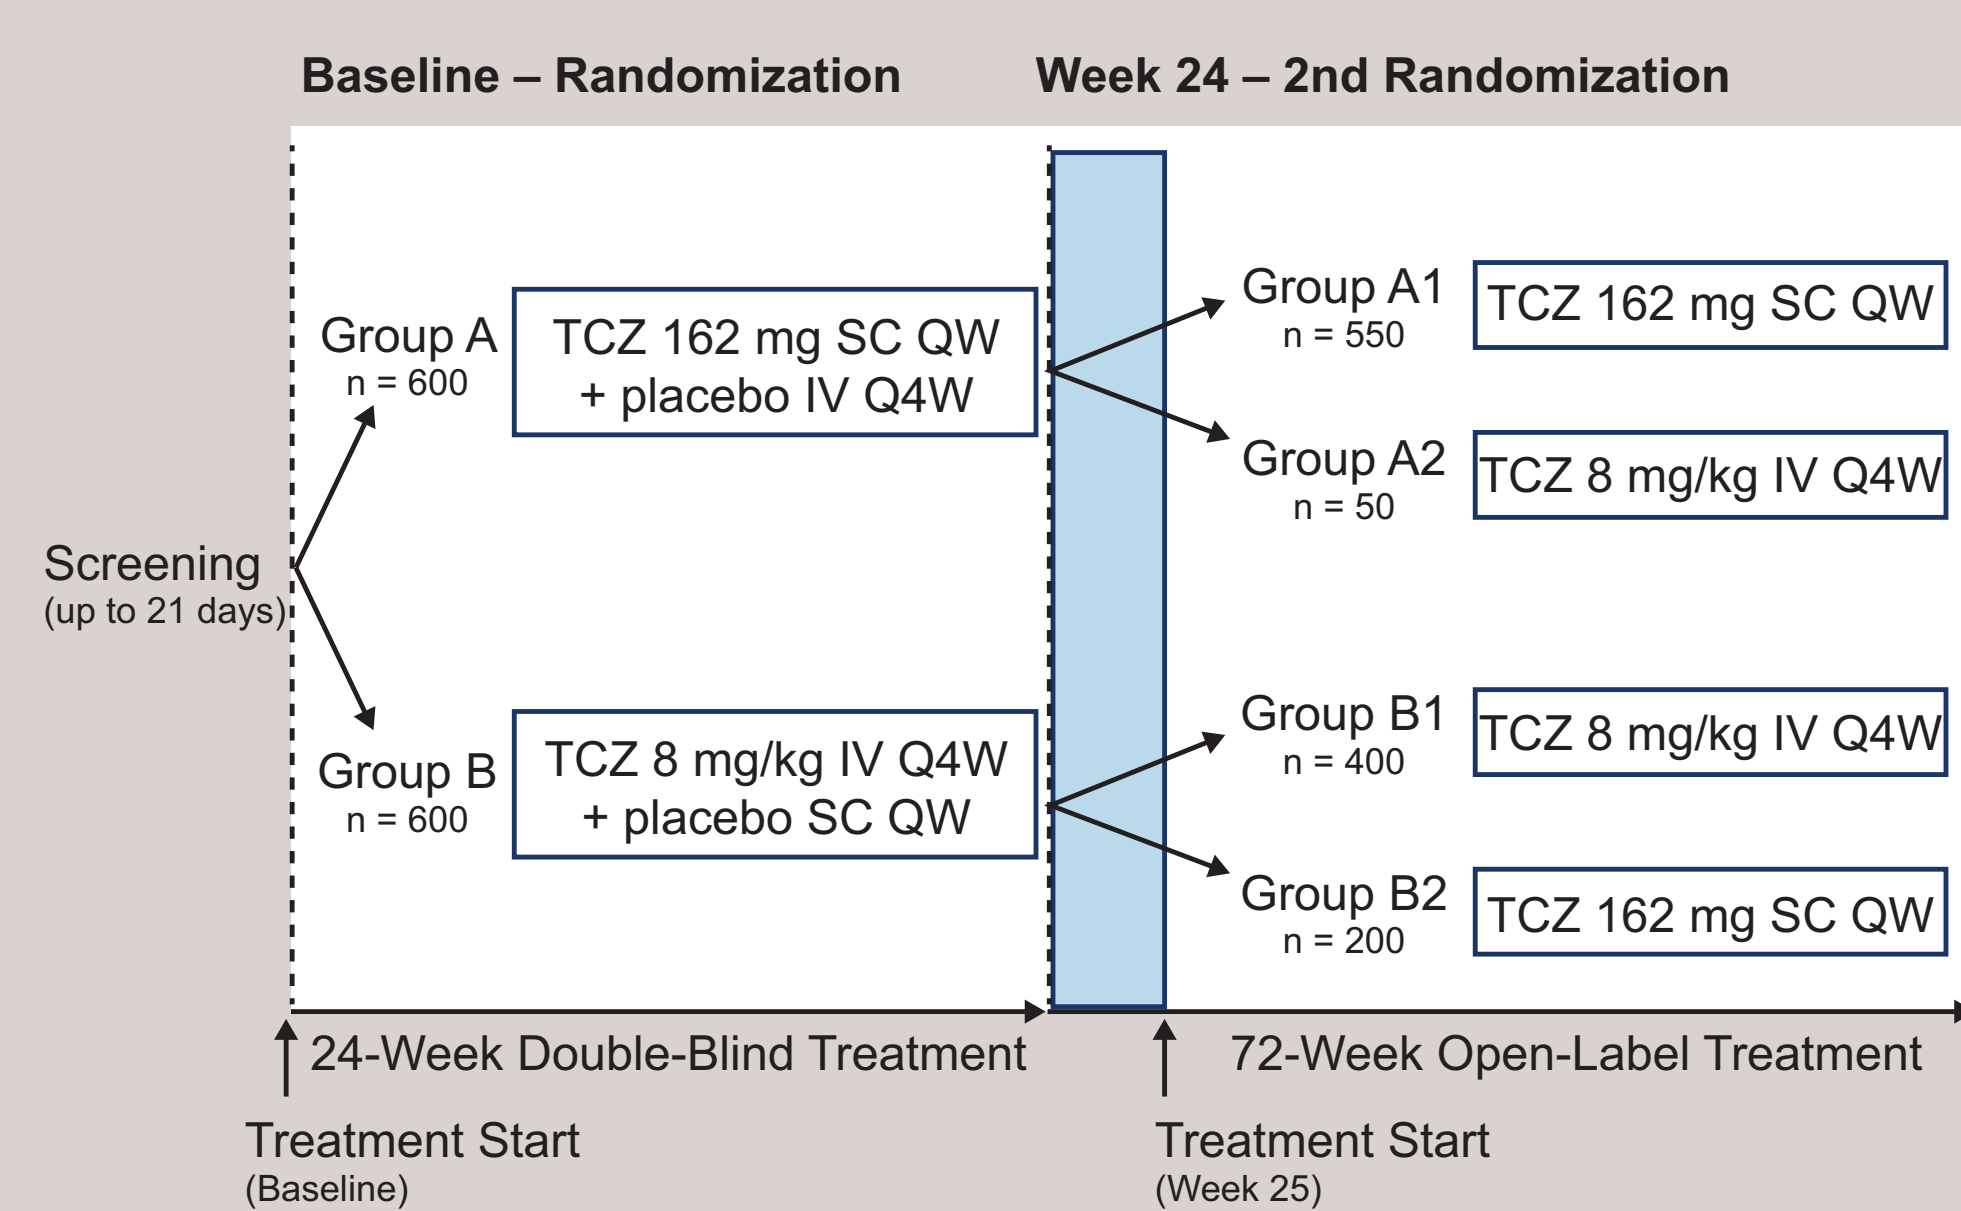 Baseline – Randomization
Week 24 – 2nd Randomization
Screening
(up to 21 days)
Group A
n = 600
TCZ 162 mg SC QW
+ placebo IV Q4W
Group B
n = 600
TCZ 8 mg/kg IV Q4W
+ placebo SC QW
Group A1
n = 550
TCZ 162 mg SC QW
Group A2
n = 50
TCZ 8 mg/kg IV Q4W
Group B1
n = 400
TCZ 8 mg/kg IV Q4W
Group B2
n = 200
TCZ 162 mg SC QW
24-Week Double-Blind Treatment
72-Week Open-Label Treatment
Treatment Start
(Baseline)
Treatment Start
(Week 25)